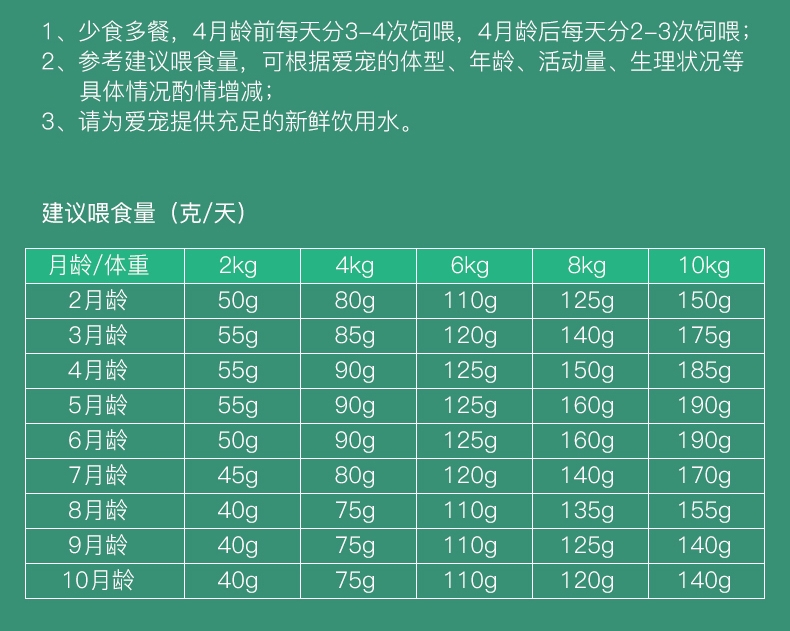 1、少食多餐，4月龄前每天分3-4次饲喂，4月龄后每天分2-3次饲喂；
2、参考建议喂食量，可根据爱宠的体型、年龄、活动量、生理状况等
具体情况酌情增减；
3、请为爱宠提供充足的新鲜饮用水。
建议喂食量（克/天）
月龄/体重 2kg 4kg 6kg 8kg 10kg
2月龄 50g 80g 110g 125g 150g
3月龄 55g 85g 120g 140g 175g
4月龄 55g 90g 125g 150g 185g
5月龄 55g 90g 125g 160g 190g
6月龄 50g 90g 125g 160g 190g
7月龄 45g 80g 120g 140g 170g
8月龄 40g 75g 110g 135g 155g
9月龄 40g 75g 110g 125g 140g
10月龄 40g 75g 110g 120g 140g